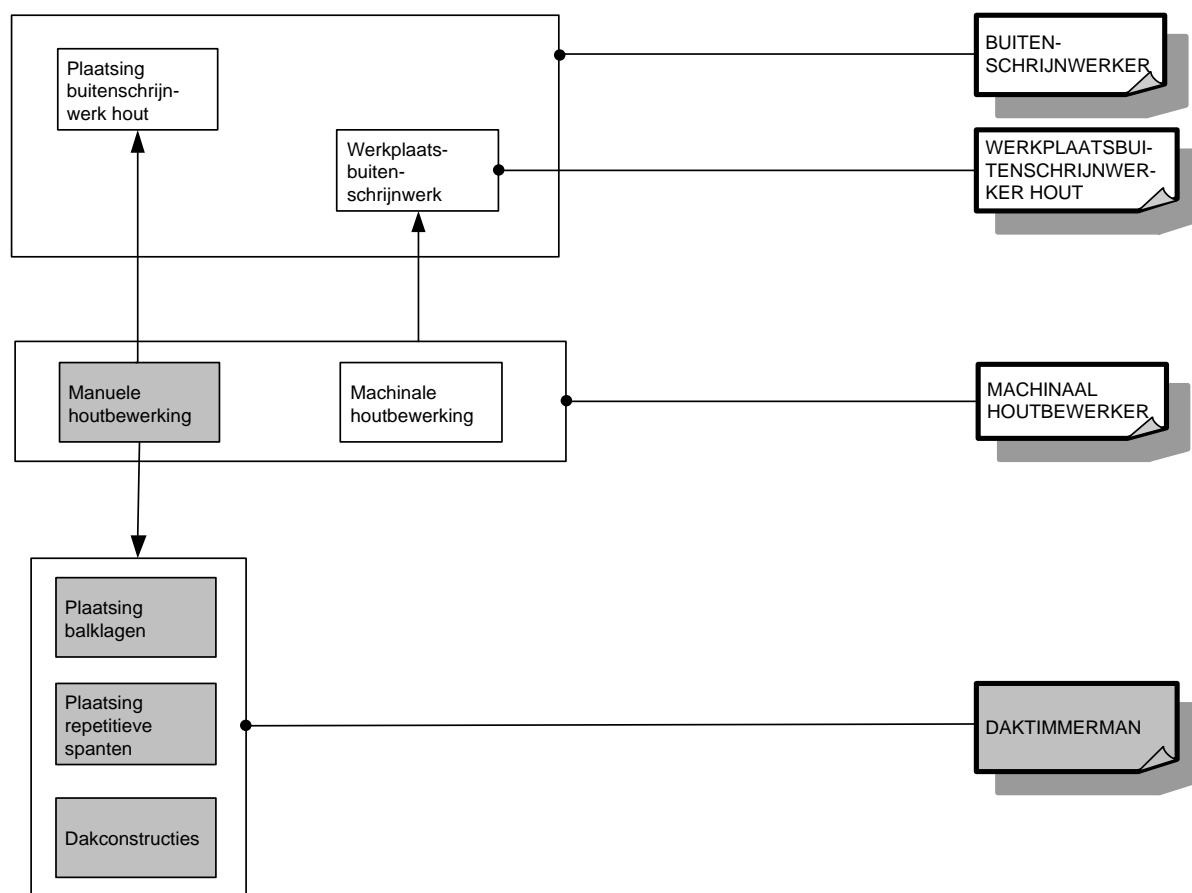 BUITEN-
SCHRIJNWERKER
Plaatsing
buitenschrijn-
werk hout
Werkplaats-
buiten-
schrijnwerk
WERKPLAATSBUI-
TENSCHRIJNWER-
KER HOUT
Manuele
houtbewerking
Machinale
houtbewerking
MACHINAAL
HOUTBEWERKER
Plaatsing
balklagen
Plaatsing
repetitieve
spanten
DAKTIMMERMAN
Dakconstructies